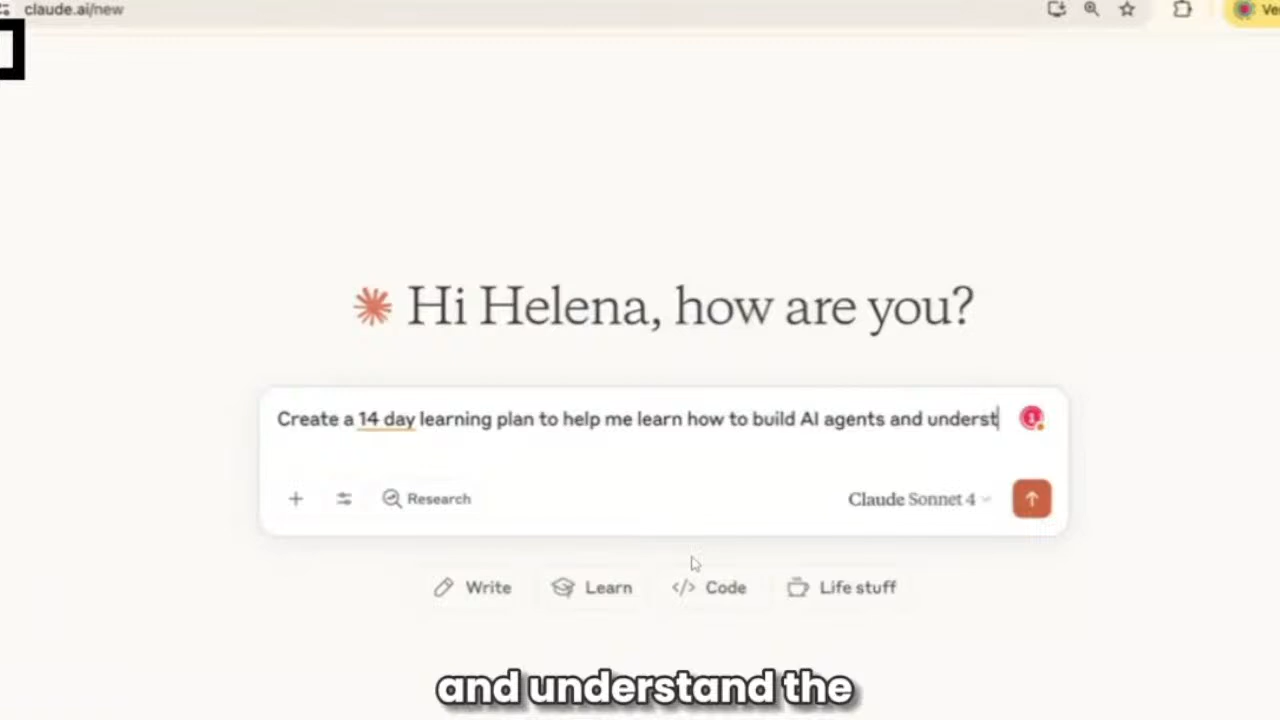 claude.ai/new
Ve
Hi Helena, how are you?
Create a 14 day learning plan to help me learn how to build AI agents and underst
Research
Claude Sonnet 4
Write
Learn
Code
Life stuff
and understand the